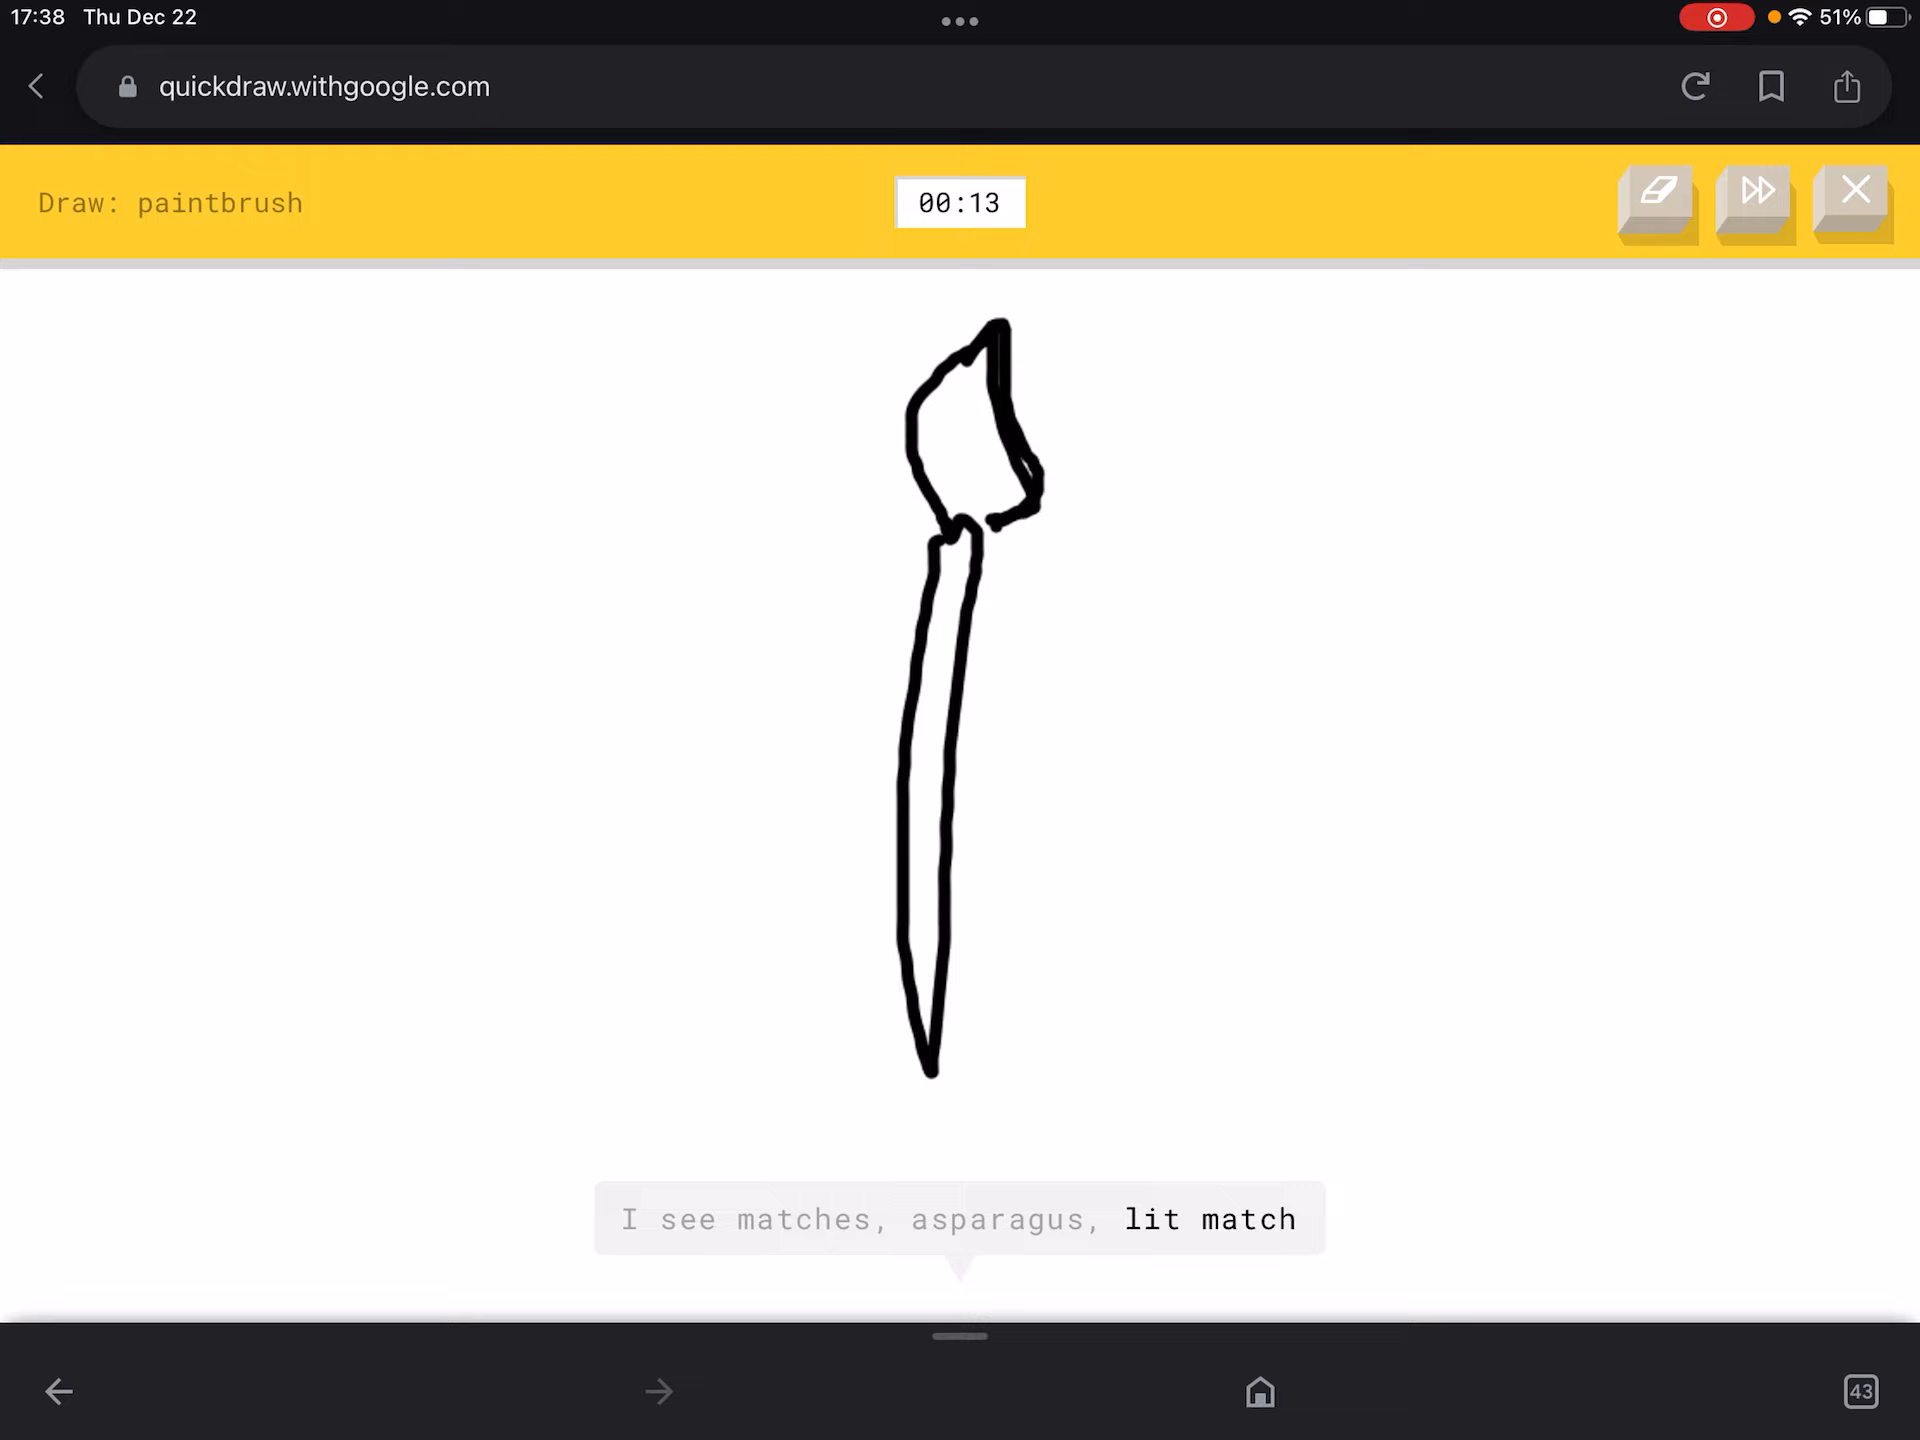 17:38 Thu Dec 22 51%
quickdraw.withgoogle.com
Draw: paintbrush 00:13
I see matches, asparagus, lit match
43